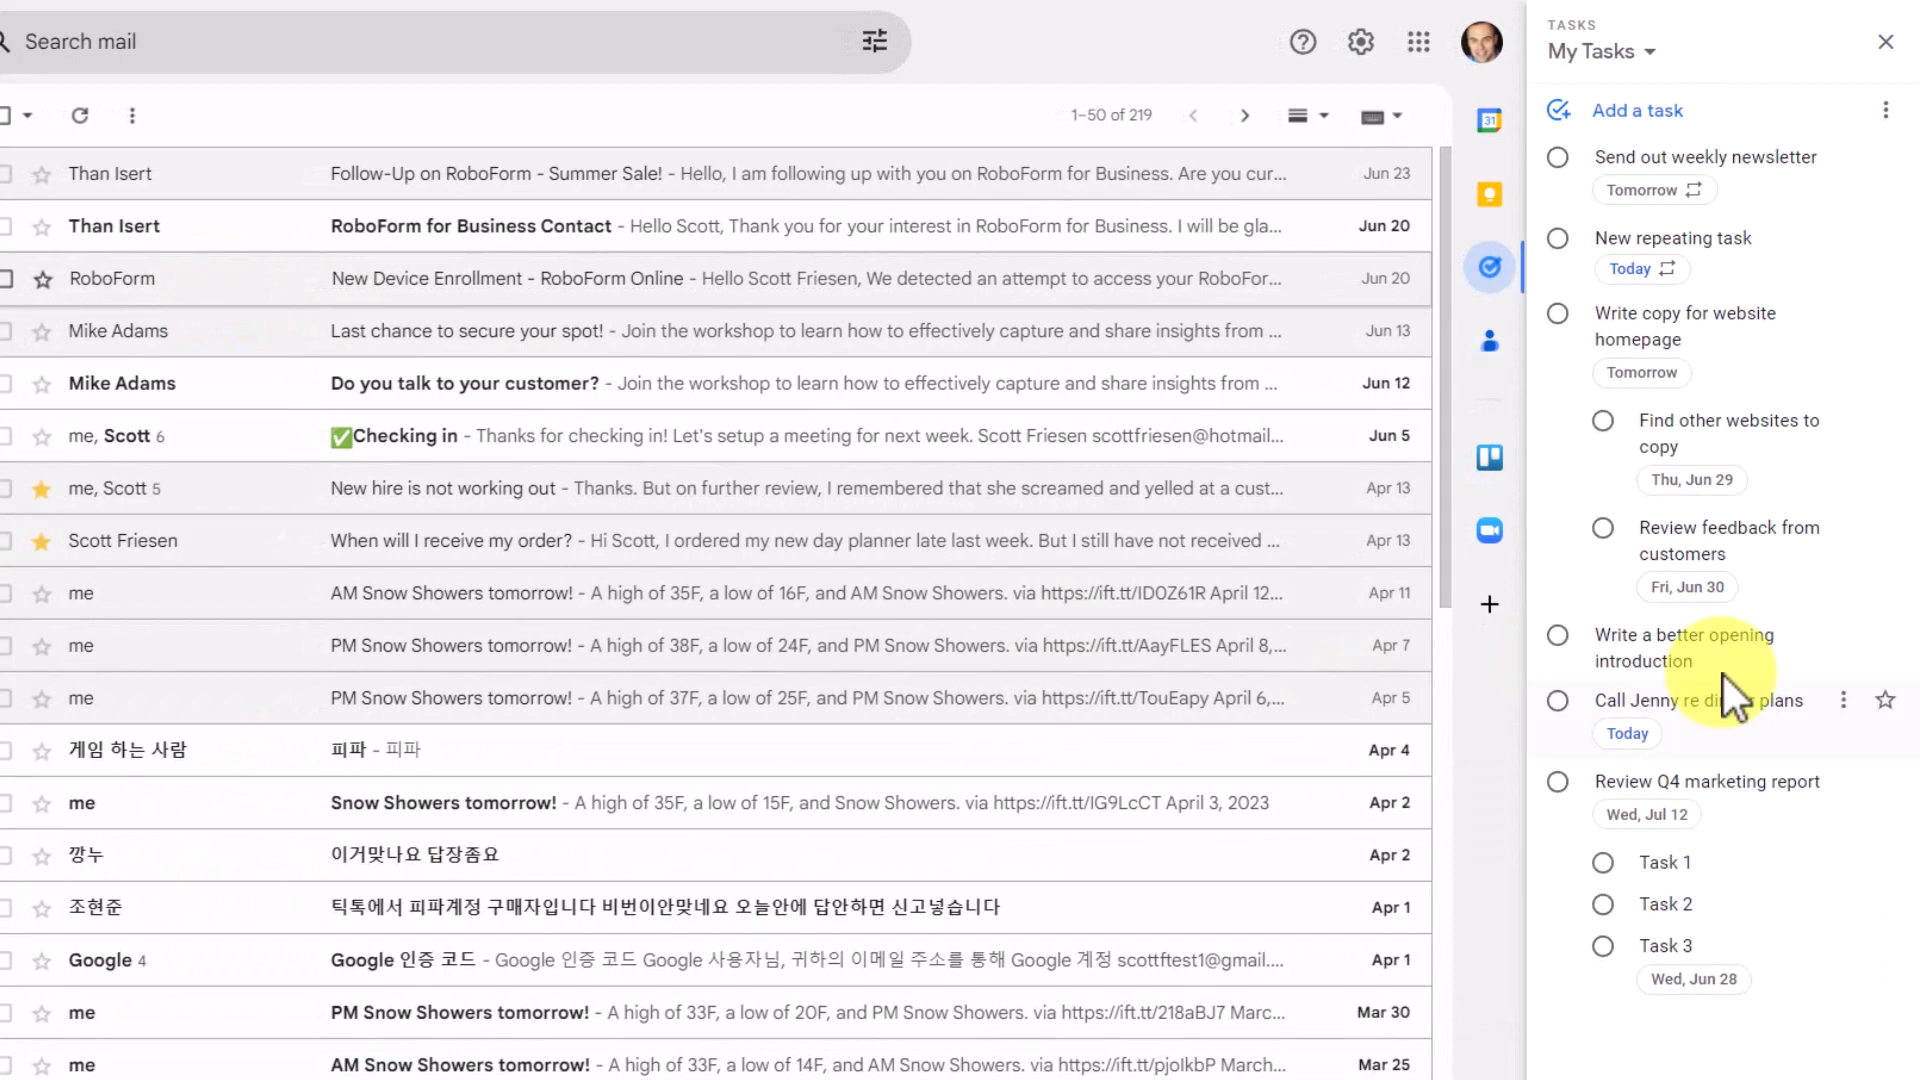 Search mail
1–50 of 219
Than Isert Follow-Up on RoboForm - Summer Sale! - Hello, I am following up with you on RoboForm for Business. Are you cur... Jun 23
Than Isert RoboForm for Business Contact - Hello Scott, Thank you for your interest in RoboForm for Business. I will be gla... Jun 20
RoboForm New Device Enrollment - RoboForm Online - Hello Scott Friesen, We detected an attempt to access your RoboFor... Jun 20
Mike Adams Last chance to secure your spot! - Join the workshop to learn how to effectively capture and share insights from ... Jun 13
Mike Adams Do you talk to your customer? - Join the workshop to learn how to effectively capture and share insights from ... Jun 12
me, Scott 6 ✅Checking in - Thanks for checking in! Let's setup a meeting for next week. Scott Friesen scottfriesen@hotmail... Jun 5
me, Scott 5 New hire is not working out - Thanks. But on further review, I remembered that she screamed and yelled at a cust... Apr 13
Scott Friesen When will I receive my order? - Hi Scott, I ordered my new day planner late last week. But I still have not received ... Apr 13
me AM Snow Showers tomorrow! - A high of 35F, a low of 16F, and AM Snow Showers. via https://ift.tt/ID0Z61R April 12... Apr 11
me PM Snow Showers tomorrow! - A high of 38F, a low of 24F, and PM Snow Showers. via https://ift.tt/AayFLES April 8,... Apr 7
me PM Snow Showers tomorrow! - A high of 37F, a low of 25F, and PM Snow Showers. via https://ift.tt/TouEapy April 6,... Apr 5
게임 하는 사람 피파 - 피파 Apr 4
me Snow Showers tomorrow! - A high of 35F, a low of 15F, and Snow Showers. via https://ift.tt/IG9LcCT April 3, 2023 Apr 2
깡누 이거맞나요 답장좀요 Apr 2
조현준 틱톡에서 피파계정 구매자입니다 비번이안맞네요 오늘안에 답안하면 신고넣습니다 Apr 1
Google 4 Google 인증 코드 - Google 인증 코드 Google 사용자님, 귀하의 이메일 주소를 통해 Google 계정 scottftest1@gmail.... Apr 1
me PM Snow Showers tomorrow! - A high of 33F, a low of 20F, and PM Snow Showers. via https://ift.tt/218aBJ7 Marc... Mar 30
me AM Snow Showers tomorrow! - A high of 33F, a low of 14F, and AM Snow Showers. via https://ift.tt/pjoIkbP March... Mar 25
31
TASKS
My Tasks
Add a task
Send out weekly newsletter
Tomorrow
New repeating task
Today
Write copy for website
homepage
Tomorrow
Find other websites to
copy
Thu, Jun 29
Review feedback from
customers
Fri, Jun 30
Write a better opening
introduction
Call Jenny re plans
Today
Review Q4 marketing report
Wed, Jul 12
Task 1
Task 2
Task 3
Wed, Jun 28